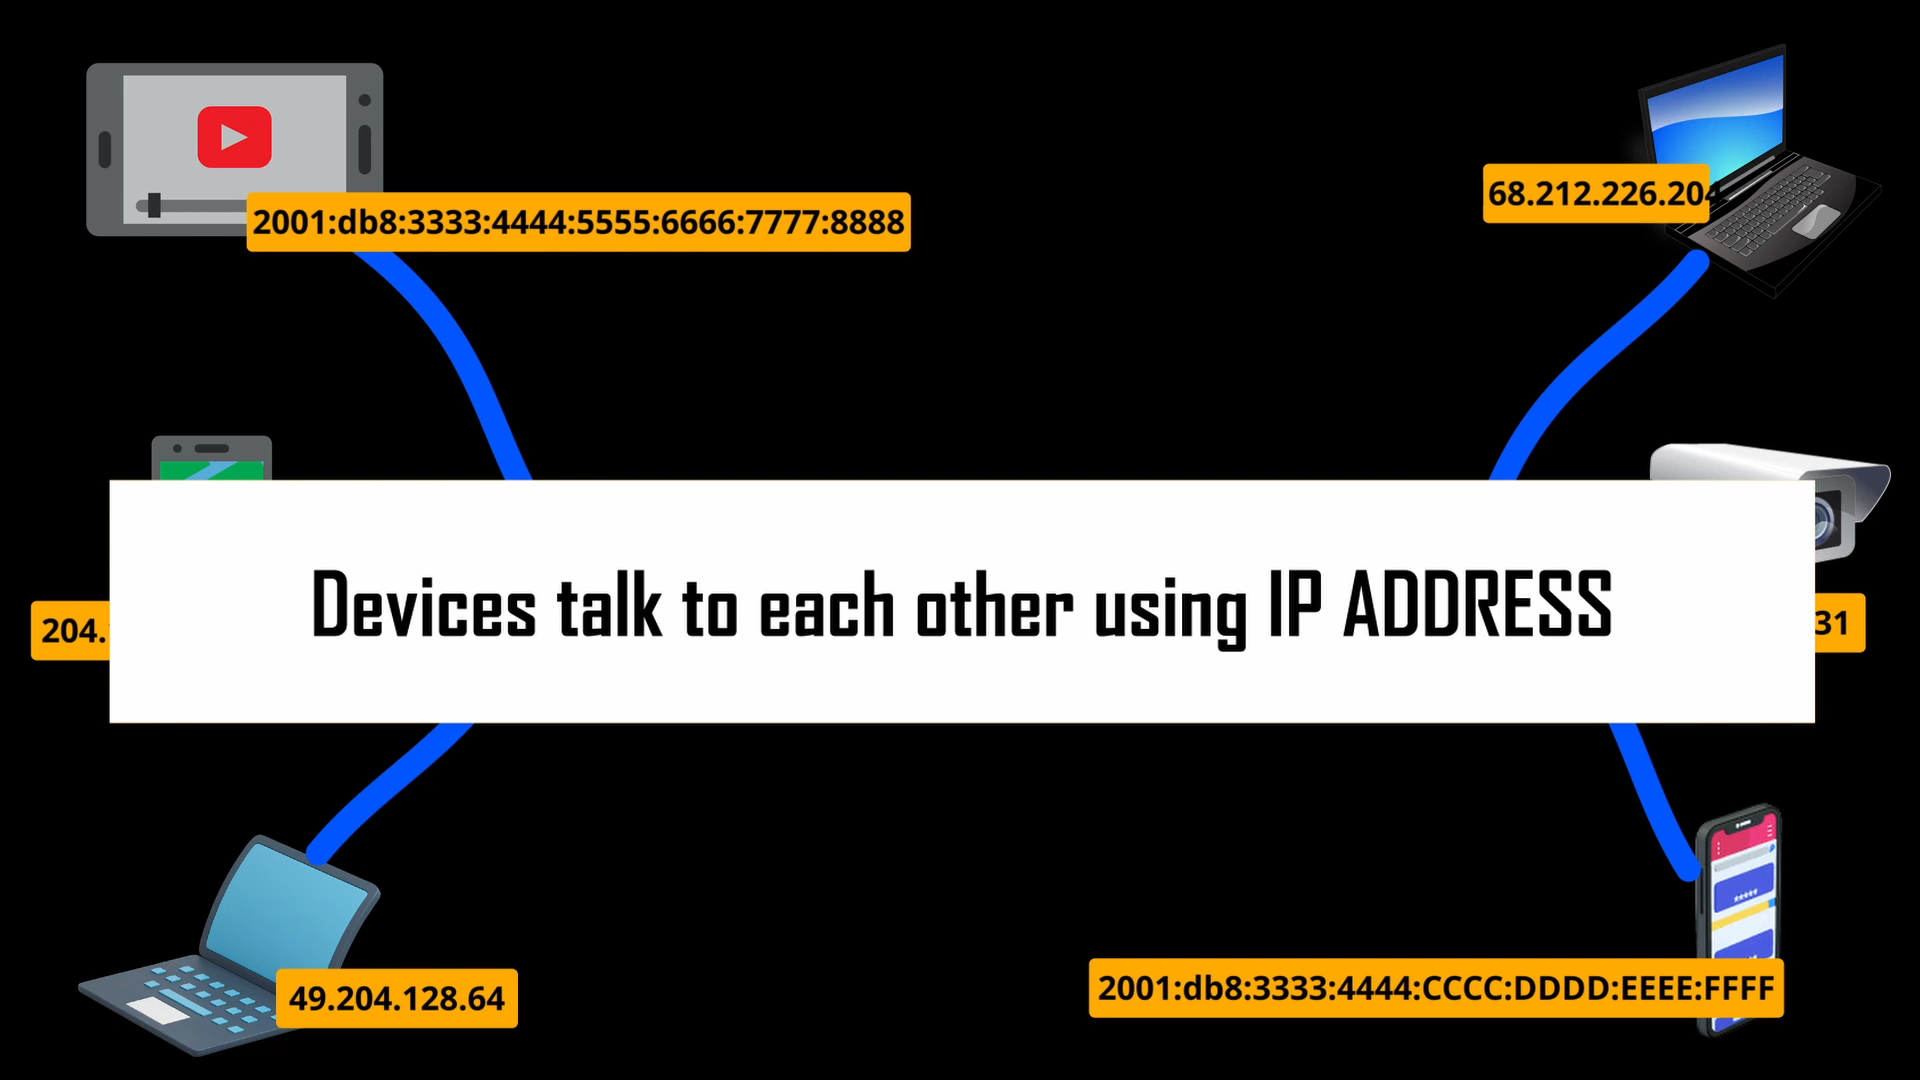 2001:db8:3333:4444:5555:6666:7777:8888
68.212.226.204
Devices talk to each other using IP ADDRESS
204.
31
49.204.128.64
2001:db8:3333:4444:CCCC:DDDD:EEEE:FFFF